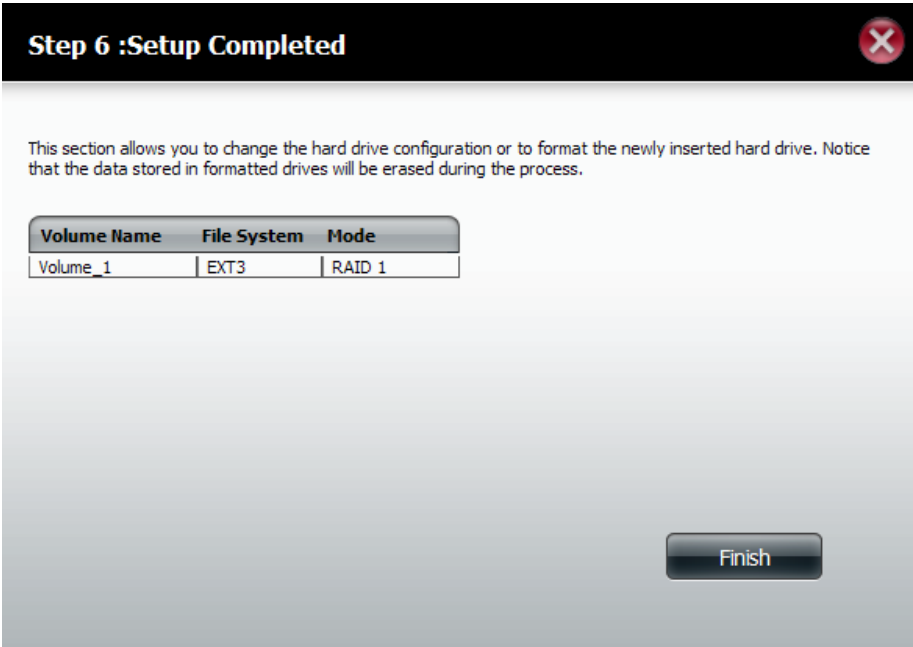 Step 6 :Setup Completed
This section allows you to change the hard drive configuration or to format the newly inserted hard drive. Notice
that the data stored in formatted drives will be erased during the process.
Volume Name File System Mode
Volume_1 EXT3 RAID 1
Finish